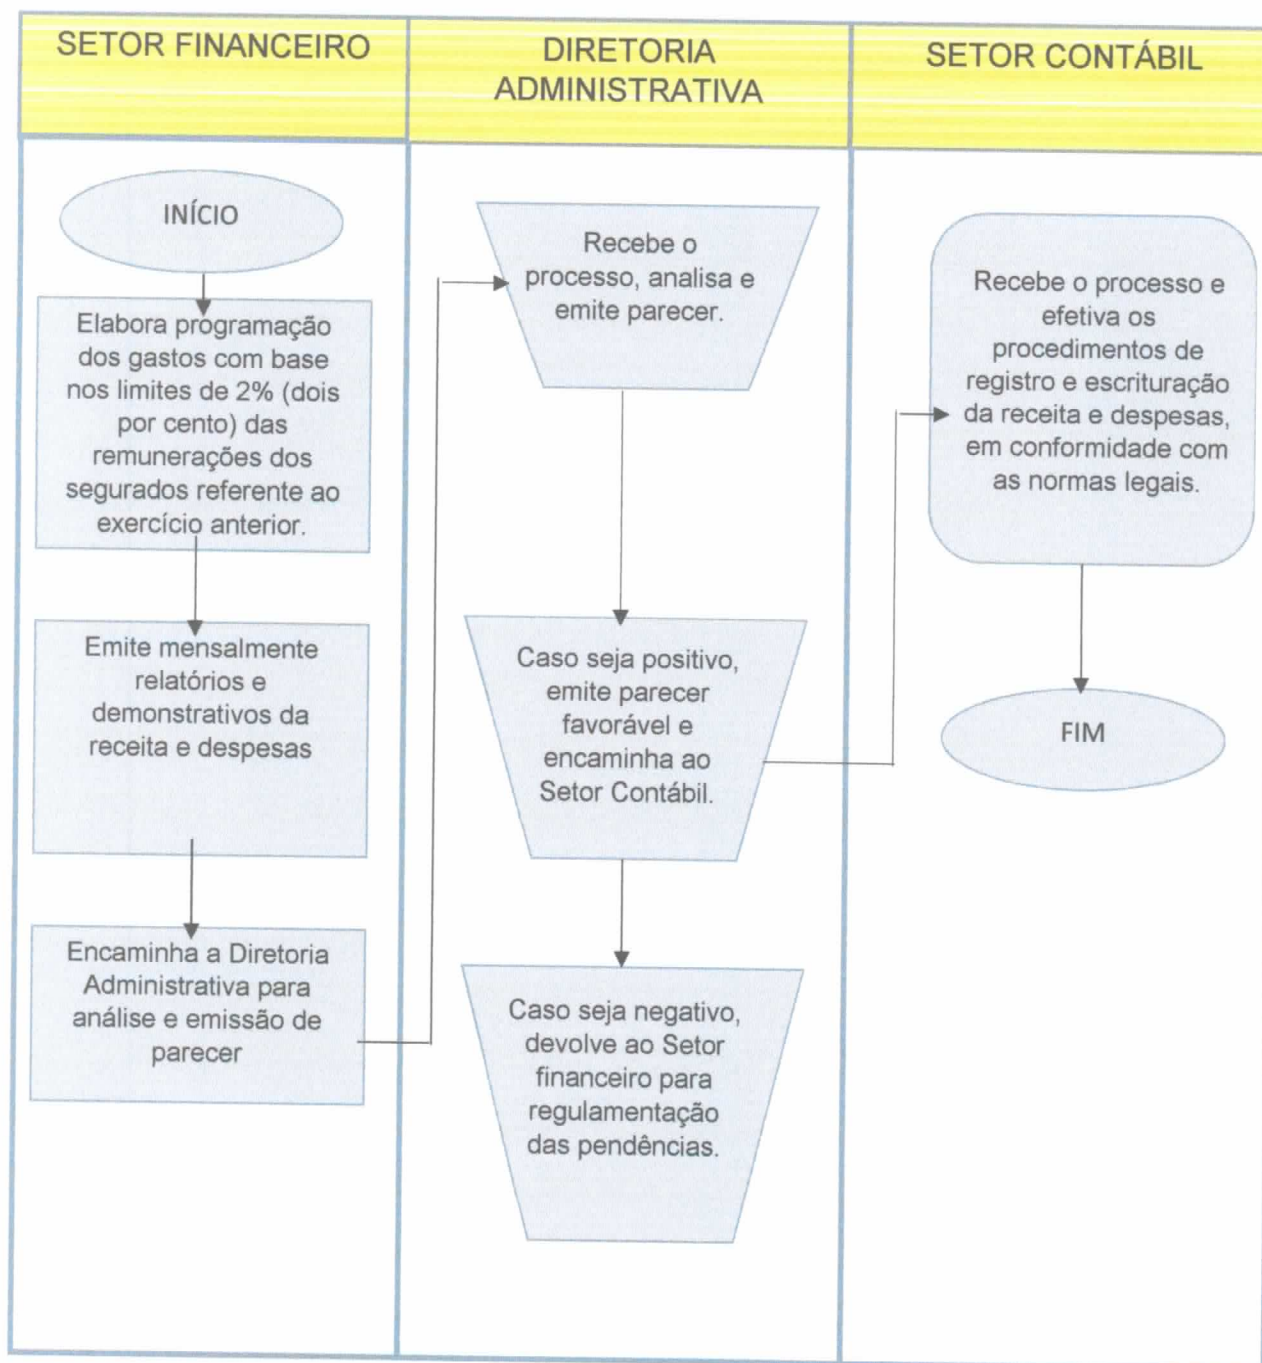 SETOR FINANCEIRO
DIRETORIA
ADMINISTRATIVA
SETOR CONTÁBIL
INÍCIO
Elabora programação
dos gastos com base
nos limites de 2% (dois
por cento) das
remunerações dos
segurados referente ao
exercício anterior.
Emite mensalmente
relatórios e
demonstrativos da
receita e despesas
Encaminha a Diretoria
Administrativa para
análise e emissão de
parecer
Recebe o
processo, analisa e
emite parecer.
Caso seja positivo,
emite parecer
favorável e
encaminha ao
Setor Contábil.
Caso seja negativo,
devolve ao Setor
financeiro para
regulamentação
das pendências.
Recebe o processo e
efetiva os
procedimentos de
registro e escrituração
da receita e despesas,
em conformidade com
as normas legais.
FIM